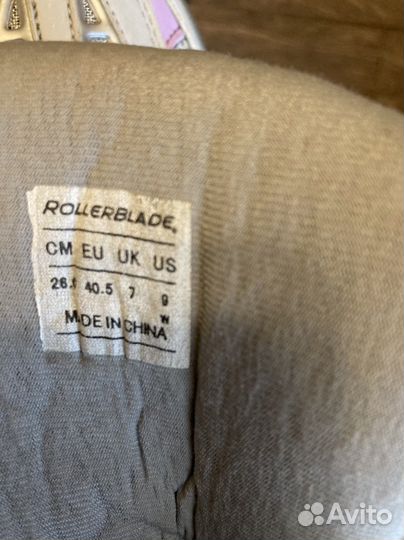 ROLLERBLADE®
CM EU UK US
40.5 7 9
W
MADE IN CHINA
Avito